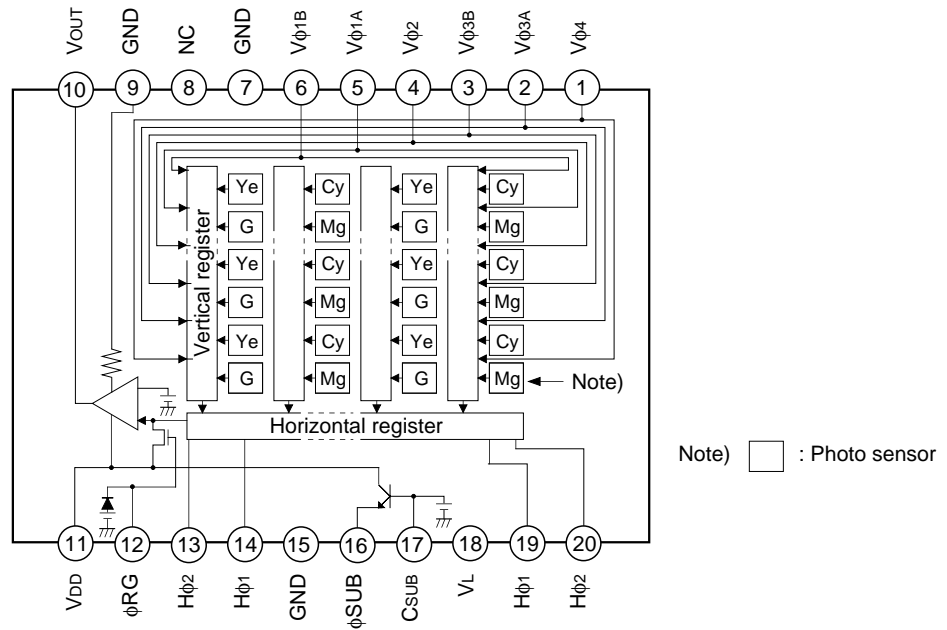 VOUT GND NC GND Vφ1B Vφ1A Vφ2 Vφ3B Vφ3A Vφ4
10 9 8 7 6 5 4 3 2 1
Vertical register
Ye Cy Ye Cy
G Mg G Mg
Ye Cy Ye Cy
G Mg G Mg
Ye Cy Ye Cy
G Mg G Mg
Note)
Horizontal register
Note) : Photo sensor
11 12 13 14 15 16 17 18 19 20
VDD φRG Hφ2 Hφ1 GND φSUB CSUB VL Hφ1 Hφ2